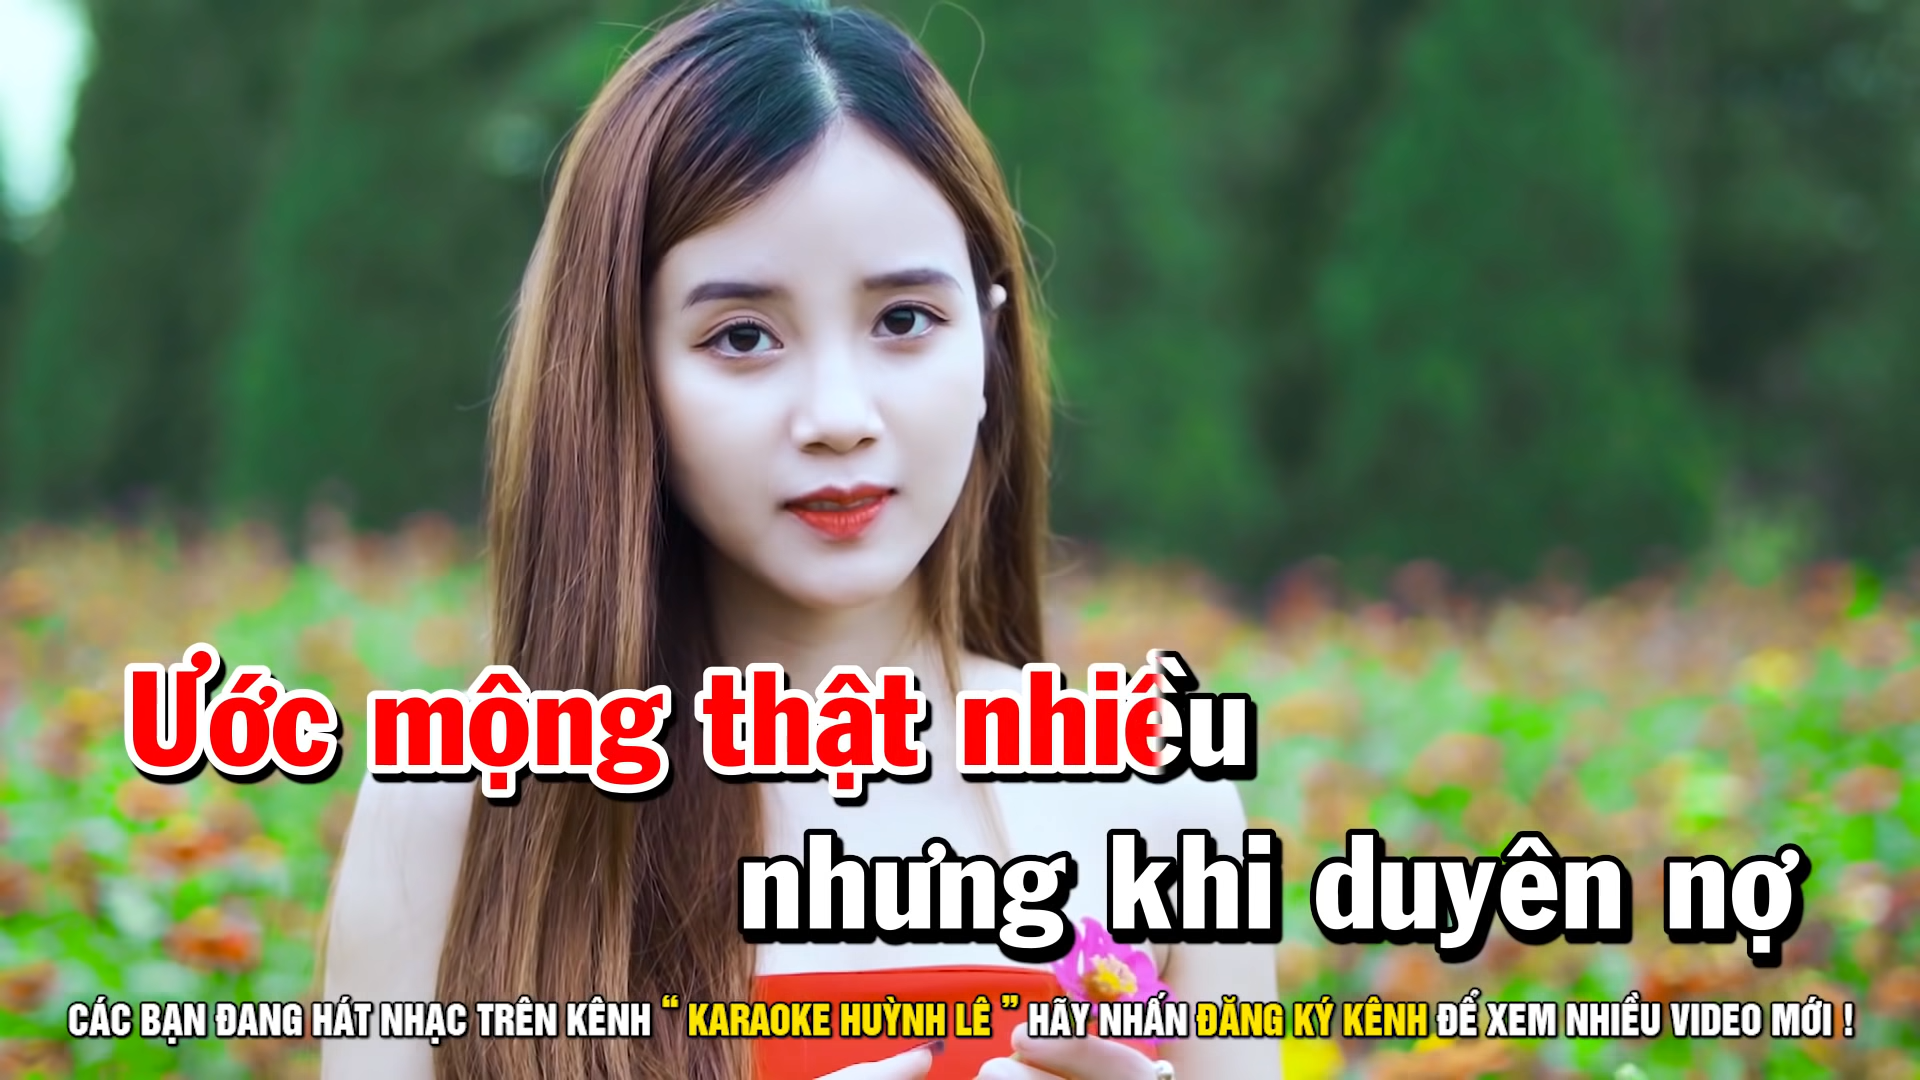 Ước mộng thật nhiều
nhưng khi duyên nợ
CÁC BẠN ĐANG HÁT NHẠC TRÊN KÊNH “ KARAOKE HUỲNH LÊ ” HÃY NHẤN ĐĂNG KÝ KÊNH ĐỂ XEM NHIỀU VIDEO MỚI !